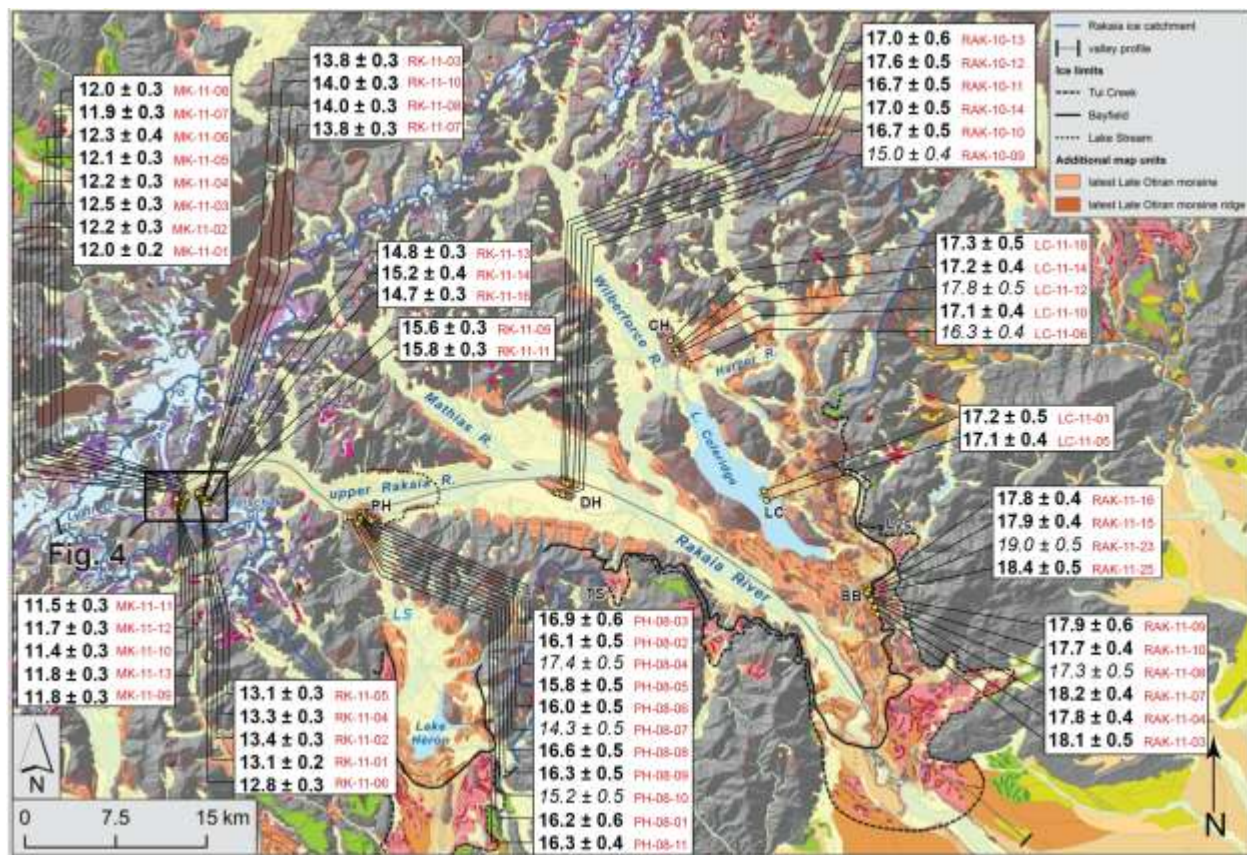 Rakaia ice catchment
valley profile
Ice limits
Tui Creek
Bayfield
Lake Stream
Additional map units
latest Late Otiran moraine
latest Late Otiran moraine ridge
17.0 ± 0.6 RAK-10-13
17.6 ± 0.5 RAK-10-12
16.7 ± 0.5 RAK-10-11
17.0 ± 0.5 RAK-10-14
16.7 ± 0.5 RAK-10-10
15.0 ± 0.4 RAK-10-09
13.8 ± 0.3 RK-11-03
14.0 ± 0.3 RK-11-10
14.0 ± 0.3 RK-11-08
13.8 ± 0.3 RK-11-07
12.0 ± 0.3 MK-11-08
11.9 ± 0.3 MK-11-07
12.3 ± 0.4 MK-11-06
12.1 ± 0.3 MK-11-05
12.2 ± 0.3 MK-11-04
12.5 ± 0.3 MK-11-03
12.2 ± 0.3 MK-11-02
12.0 ± 0.2 MK-11-01
14.8 ± 0.3 RK-11-13
15.2 ± 0.4 RK-11-14
14.7 ± 0.3
15.6 ± 0.3 RK-11-09
15.8 ± 0.3 RK-11-11
17.3 ± 0.5
17.2 ± 0.4 LC-11-14
17.8 ± 0.5 LC-11-12
17.1 ± 0.4 LC-11-10
16.3 ± 0.4
Wilberforce R.
CH
Harper R.
L. Coleridge
Mathias R.
17.2 ± 0.5 LC-11-01
17.1 ± 0.4 LC-11-05
upper Rakaia R.
PH
DH
LC
Rakaia River
Fig. 4
17.8 ± 0.4 RAK-11-16
17.9 ± 0.4 RAK-11-15
19.0 ± 0.5 RAK-11-23
18.4 ± 0.5 RAK-11-25
TS
BB
LS
Lake Heron
11.5 ± 0.3 MK-11-11
11.7 ± 0.3 MK-11-12
11.4 ± 0.3 MK-11-10
11.8 ± 0.3 MK-11-13
11.8 ± 0.3 MK-11-09
16.9 ± 0.6 PH-08-03
16.1 ± 0.5 PH-08-02
17.4 ± 0.5 PH-08-04
15.8 ± 0.5 PH-08-05
16.0 ± 0.5 PH-08-06
14.3 ± 0.5 PH-08-07
16.6 ± 0.5 PH-08-08
16.3 ± 0.5 PH-08-09
15.2 ± 0.5 PH-08-10
16.2 ± 0.6 PH-08-01
16.3 ± 0.4 PH-08-11
17.9 ± 0.6 RAK-11-09
17.7 ± 0.4 RAK-11-10
17.3 ± 0.5 RAK-11-08
18.2 ± 0.4 RAK-11-07
17.8 ± 0.4 RAK-11-04
18.1 ± 0.5 RAK-11-03
13.1 ± 0.3 RK-11-05
13.3 ± 0.3 RK-11-04
13.4 ± 0.3 RK-11-02
13.1 ± 0.2 RK-11-01
12.8 ± 0.3
N
0 7.5 15 km
N